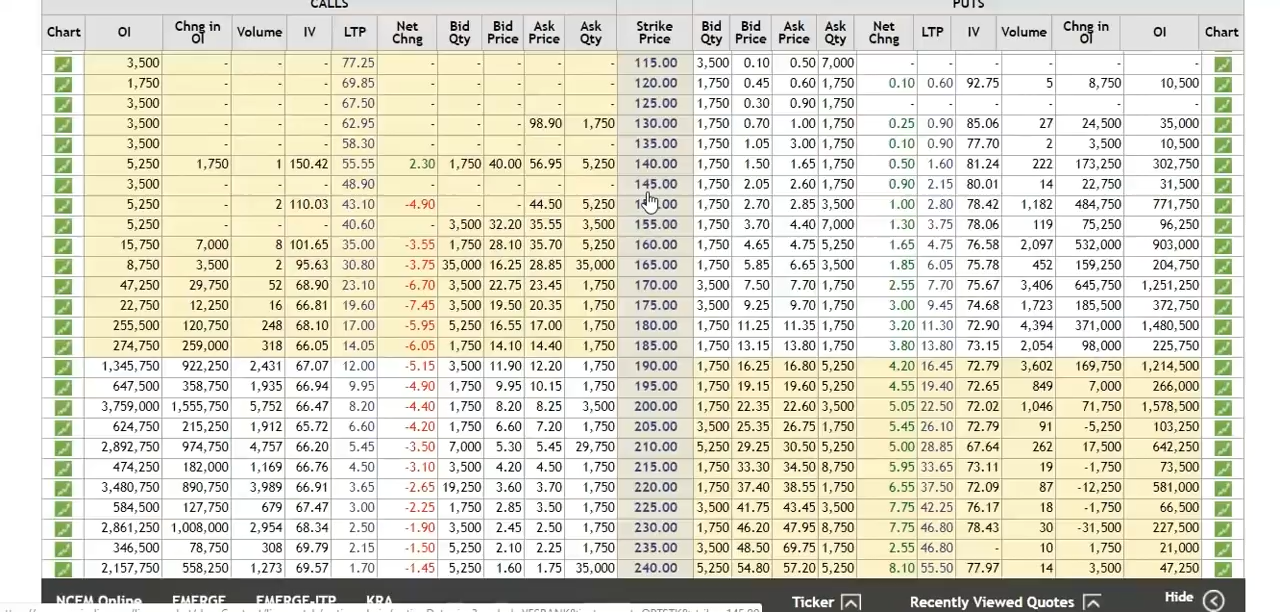 CALLS PUTS
Chart OI Chng in OI Volume IV LTP Net Chng Bid Qty Bid Price Ask Price Ask Qty Strike Price Bid Qty Bid Price Ask Price Ask Qty Net Chng LTP IV Volume Chng in OI OI Chart
3,500 - - - 77.25 - - - - - 115.00 3,500 0.10 0.50 7,000 - - - - - -
1,750 - - - 69.85 - - - - - 120.00 1,750 0.45 0.60 1,750 0.10 0.60 92.75 5 8,750 10,500
3,500 - - - 67.50 - - - - - 125.00 1,750 0.30 0.90 1,750 - - - - - -
3,500 - - - 62.95 - - - 98.90 1,750 130.00 1,750 0.70 1.00 1,750 0.25 0.90 85.06 27 24,500 35,000
3,500 - - - 58.30 - - - - - 135.00 1,750 1.05 3.00 1,750 0.10 0.90 77.70 2 3,500 10,500
5,250 1,750 1 150.42 55.55 2.30 1,750 40.00 56.95 5,250 140.00 1,750 1.50 1.65 1,750 0.50 1.60 81.24 222 173,250 302,750
3,500 - - - 48.90 - - - - - 145.00 1,750 2.05 2.60 1,750 0.90 2.15 80.01 14 22,750 31,500
5,250 - 2 110.03 43.10 -4.90 - - 44.50 5,250 1,750 2.70 2.85 3,500 1.00 2.80 78.42 1,182 484,750 771,750
5,250 - - - 40.60 - 3,500 32.20 35.55 3,500 155.00 1,750 3.70 4.40 7,000 1.30 3.75 78.06 119 75,250 96,250
15,750 7,000 8 101.65 35.00 -3.55 1,750 28.10 35.70 5,250 160.00 1,750 4.65 4.75 5,250 1.65 4.75 76.58 2,097 532,000 903,000
8,750 3,500 2 95.63 30.80 -3.75 35,000 16.25 28.85 35,000 165.00 1,750 5.85 6.65 3,500 1.85 6.05 75.78 452 159,250 204,750
47,250 29,750 52 68.90 23.10 -6.70 3,500 22.75 23.45 1,750 170.00 3,500 7.50 7.70 1,750 2.55 7.70 75.67 3,406 645,750 1,251,250
22,750 12,250 16 66.81 19.60 -7.45 3,500 19.50 20.35 1,750 175.00 3,500 9.25 9.70 1,750 3.00 9.45 74.68 1,723 185,500 372,750
255,500 120,750 248 68.10 17.00 -5.95 5,250 16.55 17.00 1,750 180.00 1,750 11.25 11.35 1,750 3.20 11.30 72.90 4,394 371,000 1,480,500
274,750 259,000 318 66.05 14.05 -6.05 1,750 14.10 14.40 1,750 185.00 1,750 13.15 13.80 1,750 3.80 13.80 73.15 2,054 98,000 225,750
1,345,750 922,250 2,431 67.07 12.00 -5.15 3,500 11.90 12.20 1,750 190.00 1,750 16.25 16.80 5,250 4.20 16.45 72.79 3,602 169,750 1,214,500
647,500 358,750 1,935 66.94 9.95 -4.90 1,750 9.95 10.15 1,750 195.00 1,750 19.15 19.60 5,250 4.55 19.40 72.65 849 7,000 266,000
3,759,000 1,555,750 5,752 66.47 8.20 -4.40 1,750 8.20 8.25 3,500 200.00 1,750 22.35 22.60 3,500 5.05 22.50 72.02 1,046 71,750 1,578,500
624,750 215,250 1,912 65.72 6.60 -4.20 1,750 6.60 7.20 1,750 205.00 3,500 25.35 26.75 1,750 5.45 26.10 72.79 91 -5,250 103,250
2,892,750 974,750 4,757 66.20 5.45 -3.50 7,000 5.30 5.45 29,750 210.00 5,250 29.25 30.50 5,250 5.00 28.85 67.64 262 17,500 642,250
474,250 182,000 1,169 66.76 4.50 -3.10 3,500 4.20 4.50 1,750 215.00 1,750 33.30 34.50 8,750 5.95 33.65 73.11 19 -1,750 73,500
3,480,750 890,750 3,989 66.91 3.65 -2.65 19,250 3.60 3.70 1,750 220.00 1,750 37.40 38.55 1,750 6.55 37.50 72.09 87 -12,250 581,000
584,500 127,750 679 67.47 3.00 -2.25 1,750 2.85 3.50 1,750 225.00 3,500 41.75 43.45 3,500 7.75 42.25 76.17 18 -1,750 66,500
2,861,250 1,008,000 2,954 68.34 2.50 -1.90 3,500 2.45 2.50 1,750 230.00 1,750 46.20 47.95 8,750 7.75 46.80 78.43 30 -31,500 227,500
346,500 78,750 308 69.79 2.15 -1.50 5,250 2.10 2.25 1,750 235.00 3,500 48.50 69.75 1,750 2.55 46.80 - 10 1,750 21,000
2,157,750 558,250 1,273 69.57 1.70 -1.45 5,250 1.60 1.75 35,000 240.00 5,250 54.80 57.20 5,250 8.10 55.50 77.97 14 3,500 47,250
NCFM Online EMERGE EMERGE-ITP KRA Ticker Recently Viewed Quotes Hide